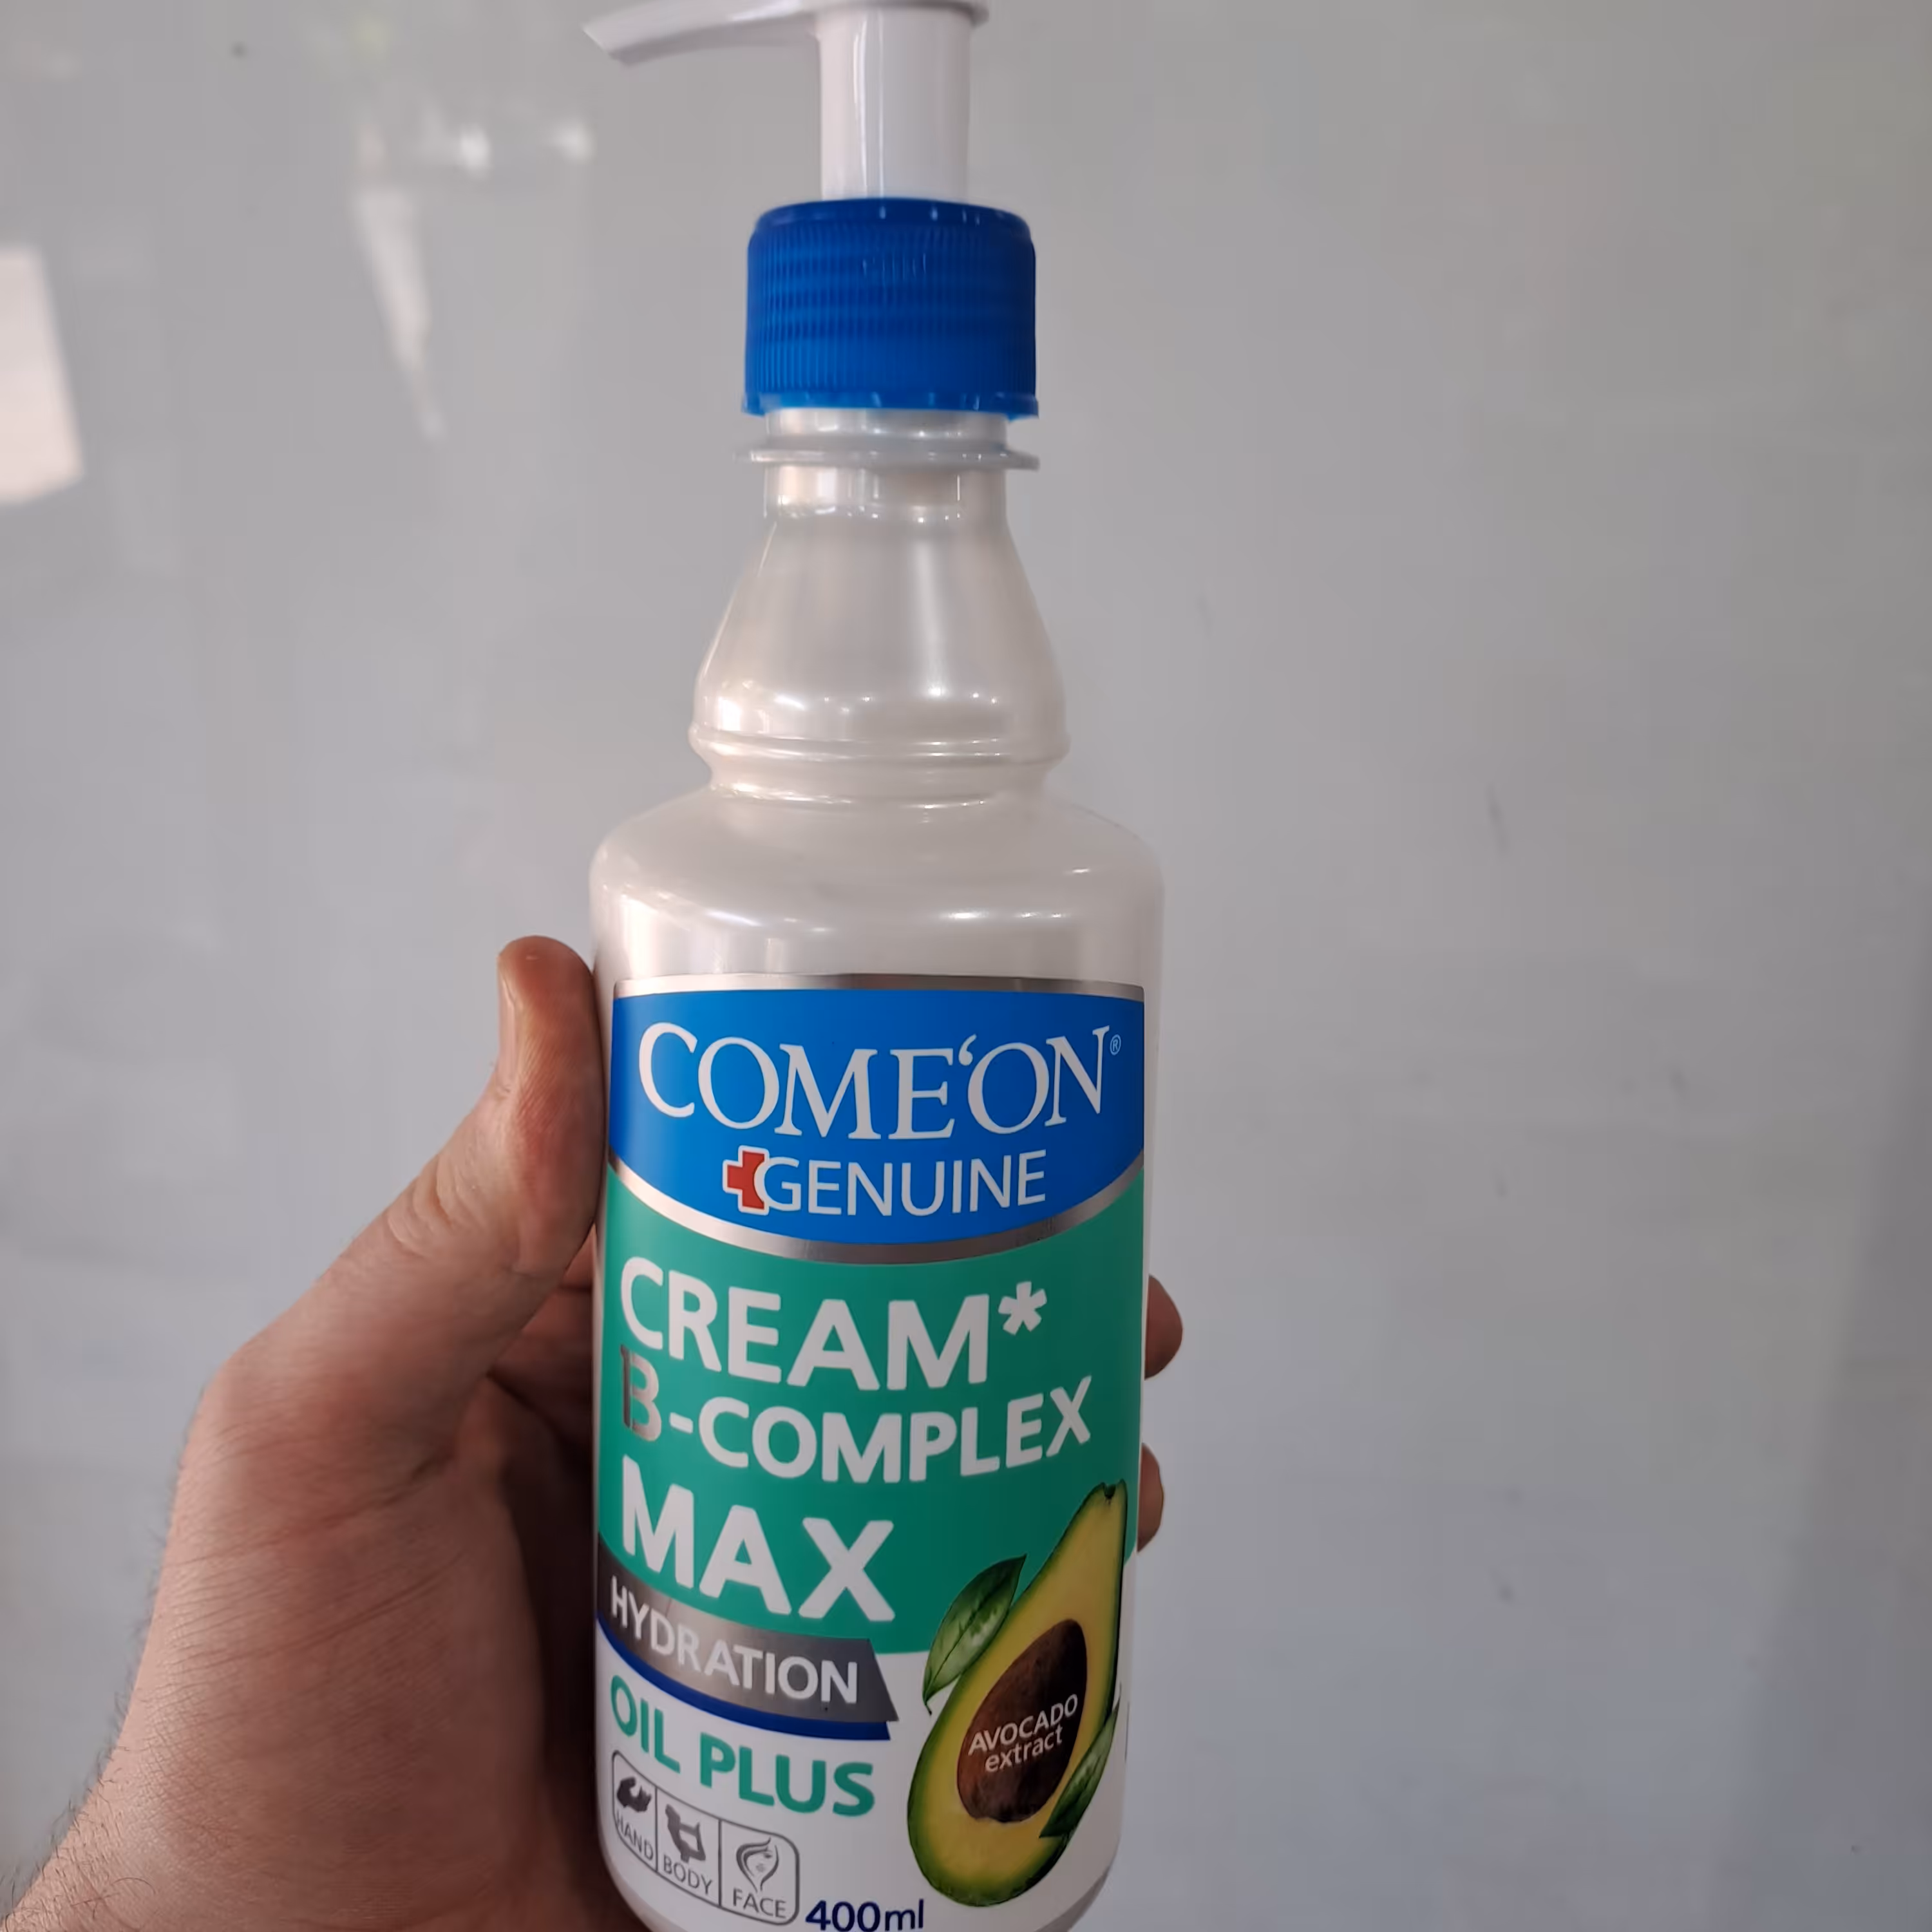 COME‘ON®
GENUINE
CREAM*
B-COMPLEX
MAX
HYDRATION
OIL PLUS
AVOCADO
extract
HAND BODY FACE
400ml